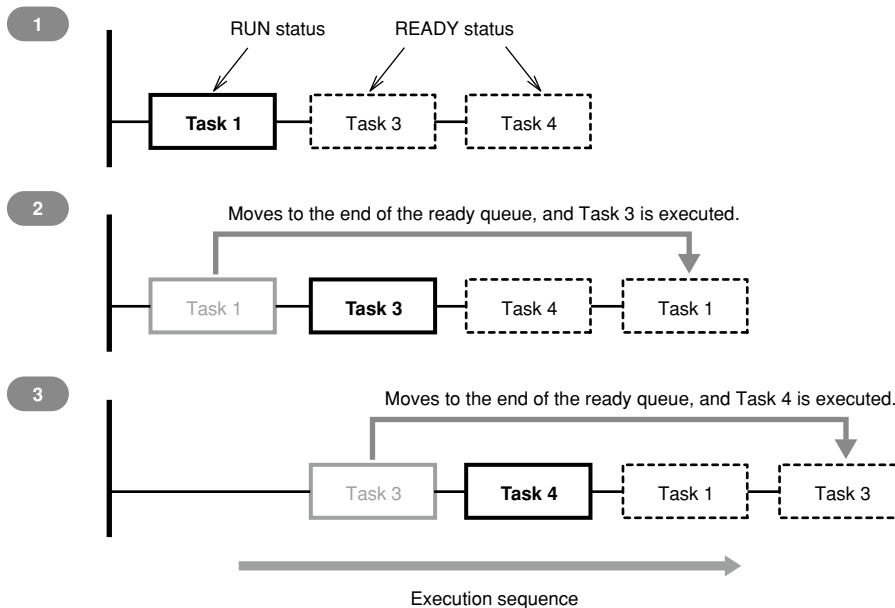 1
RUN status
READY status
Task 1
Task 3
Task 4
2
Moves to the end of the ready queue, and Task 3 is executed.
Task 1
Task 3
Task 4
Task 1
3
Moves to the end of the ready queue, and Task 4 is executed.
Task 3
Task 4
Task 1
Task 3
Execution sequence